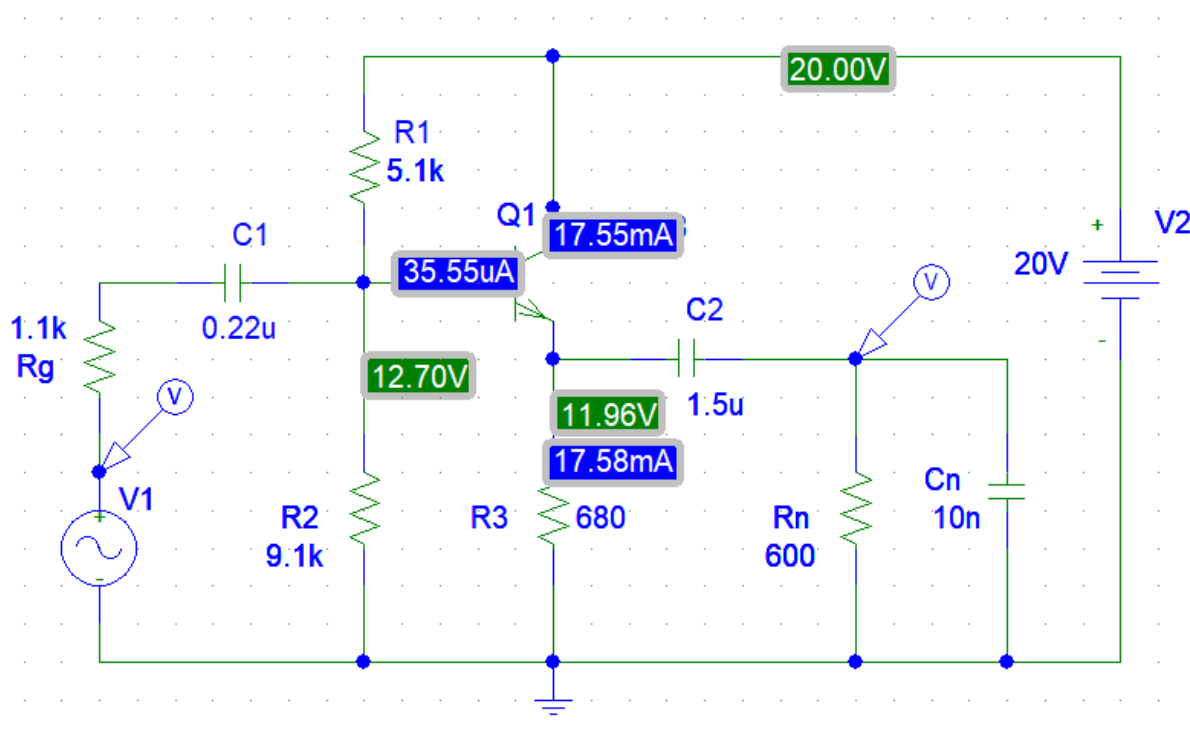 20.00V
R1
5.1k
Q1
17.55mA
V2
+
20V
-
C1
35.55uA
V
0.22u
C2
1.1k
Rg
12.70V
1.5u
V
11.96V
17.58mA
V1
+
-
R2
9.1k
R3
680
Rn
600
Cn
10n